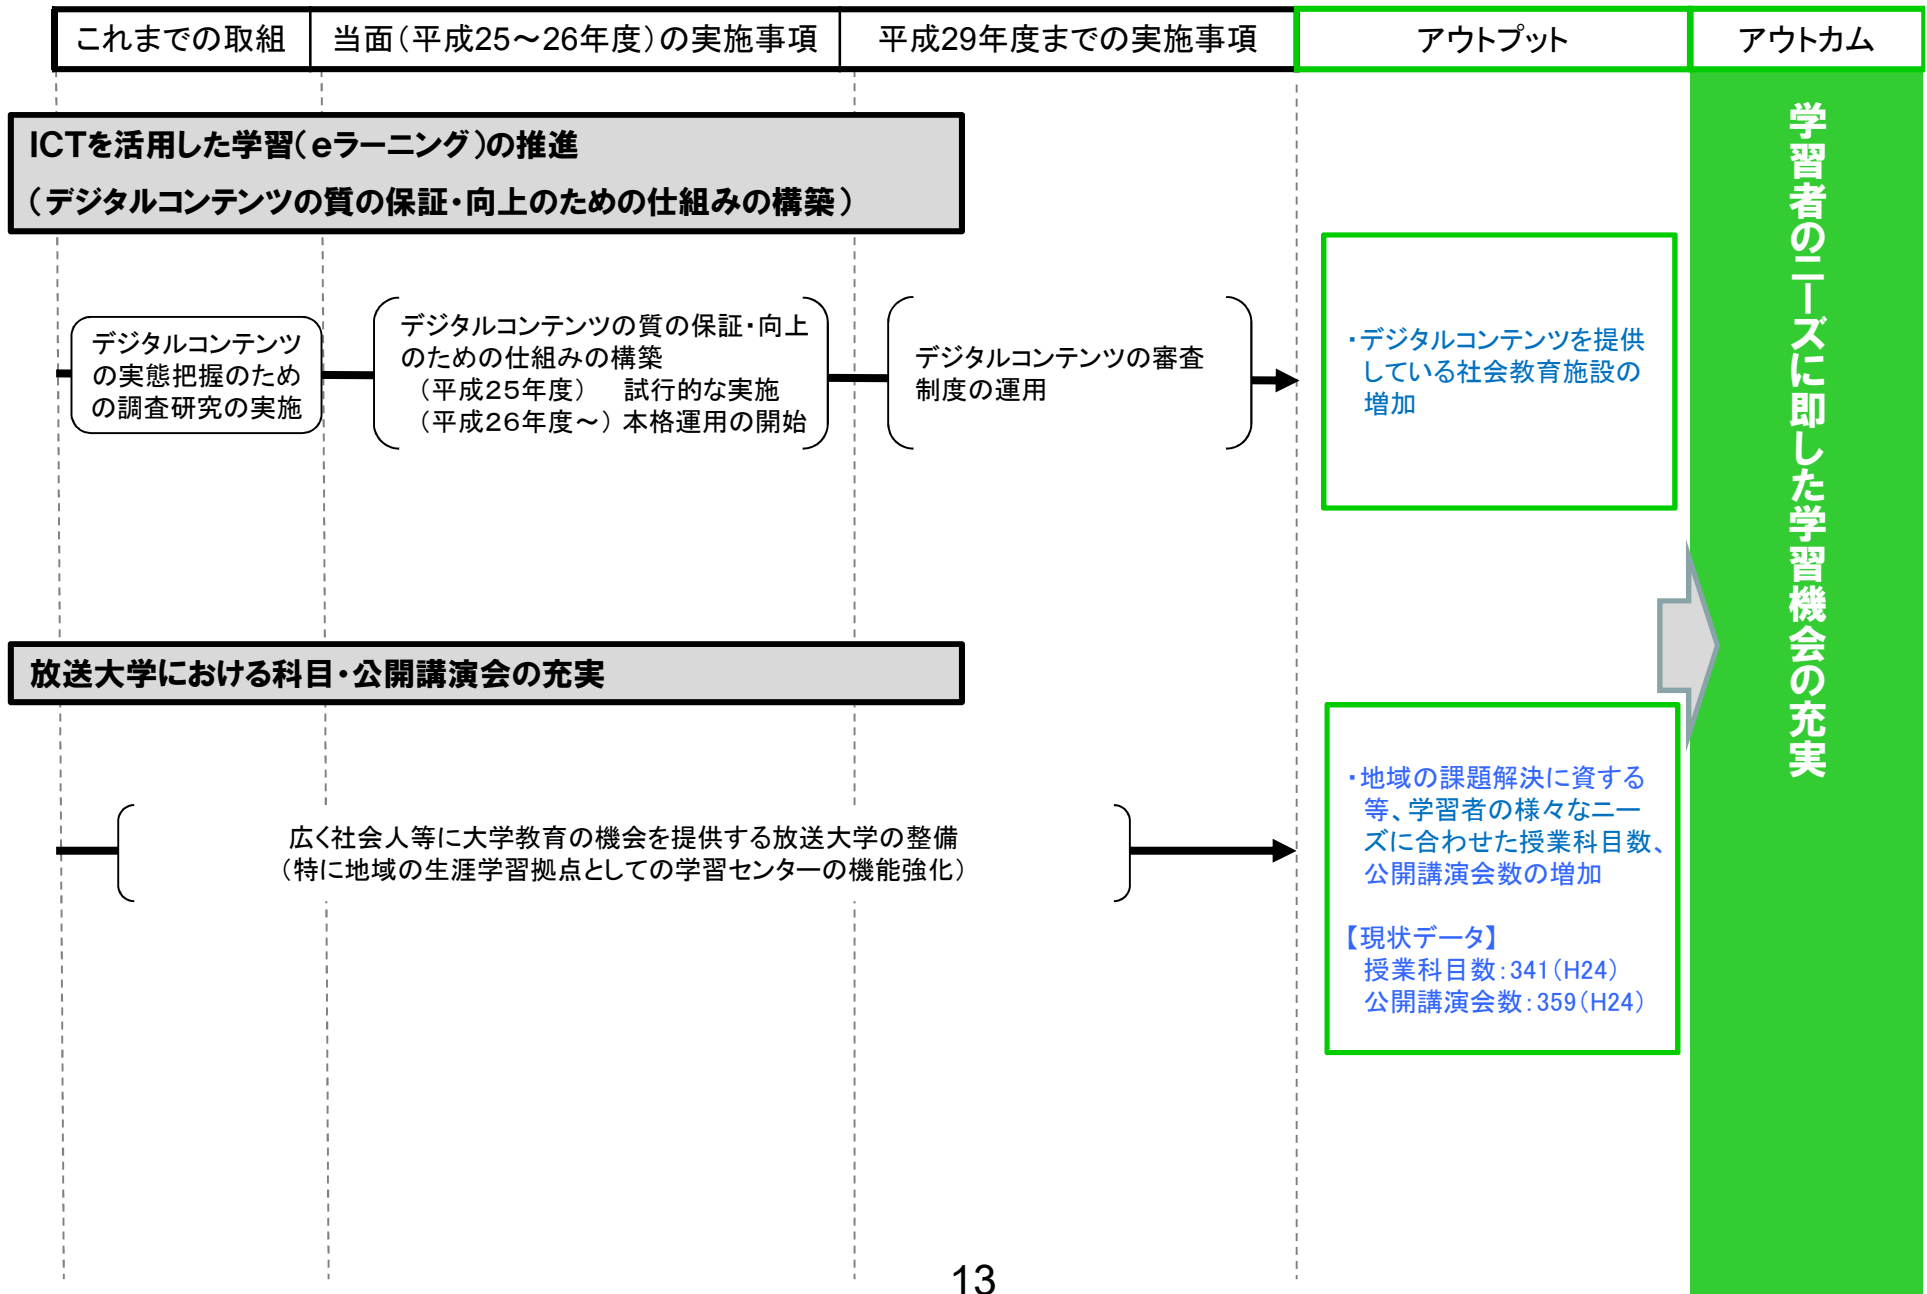 これまでの取組
当面(平成25～26年度)の実施事項
平成29年度までの実施事項
アウトプット
アウトカム
ICTを活用した学習(eラーニング)の推進
(デジタルコンテンツの質の保証・向上のための仕組みの構築)
デジタルコンテンツ
の実態把握のため
の調査研究の実施
デジタルコンテンツの質の保証・向上
のための仕組みの構築
(平成25年度)　試行的な実施
(平成26年度～)本格運用の開始
デジタルコンテンツの審査
制度の運用
・デジタルコンテンツを提供
している社会教育施設の
増加
学習者のニーズに即した学習機会の充実
放送大学における科目・公開講演会の充実
広く社会人等に大学教育の機会を提供する放送大学の整備
(特に地域の生涯学習拠点としての学習センターの機能強化)
・地域の課題解決に資する
等、学習者の様々なニー
ズに合わせた授業科目数、
公開講演会数の増加
【現状データ】
授業科目数:341(H24)
公開講演会数:359(H24)
13